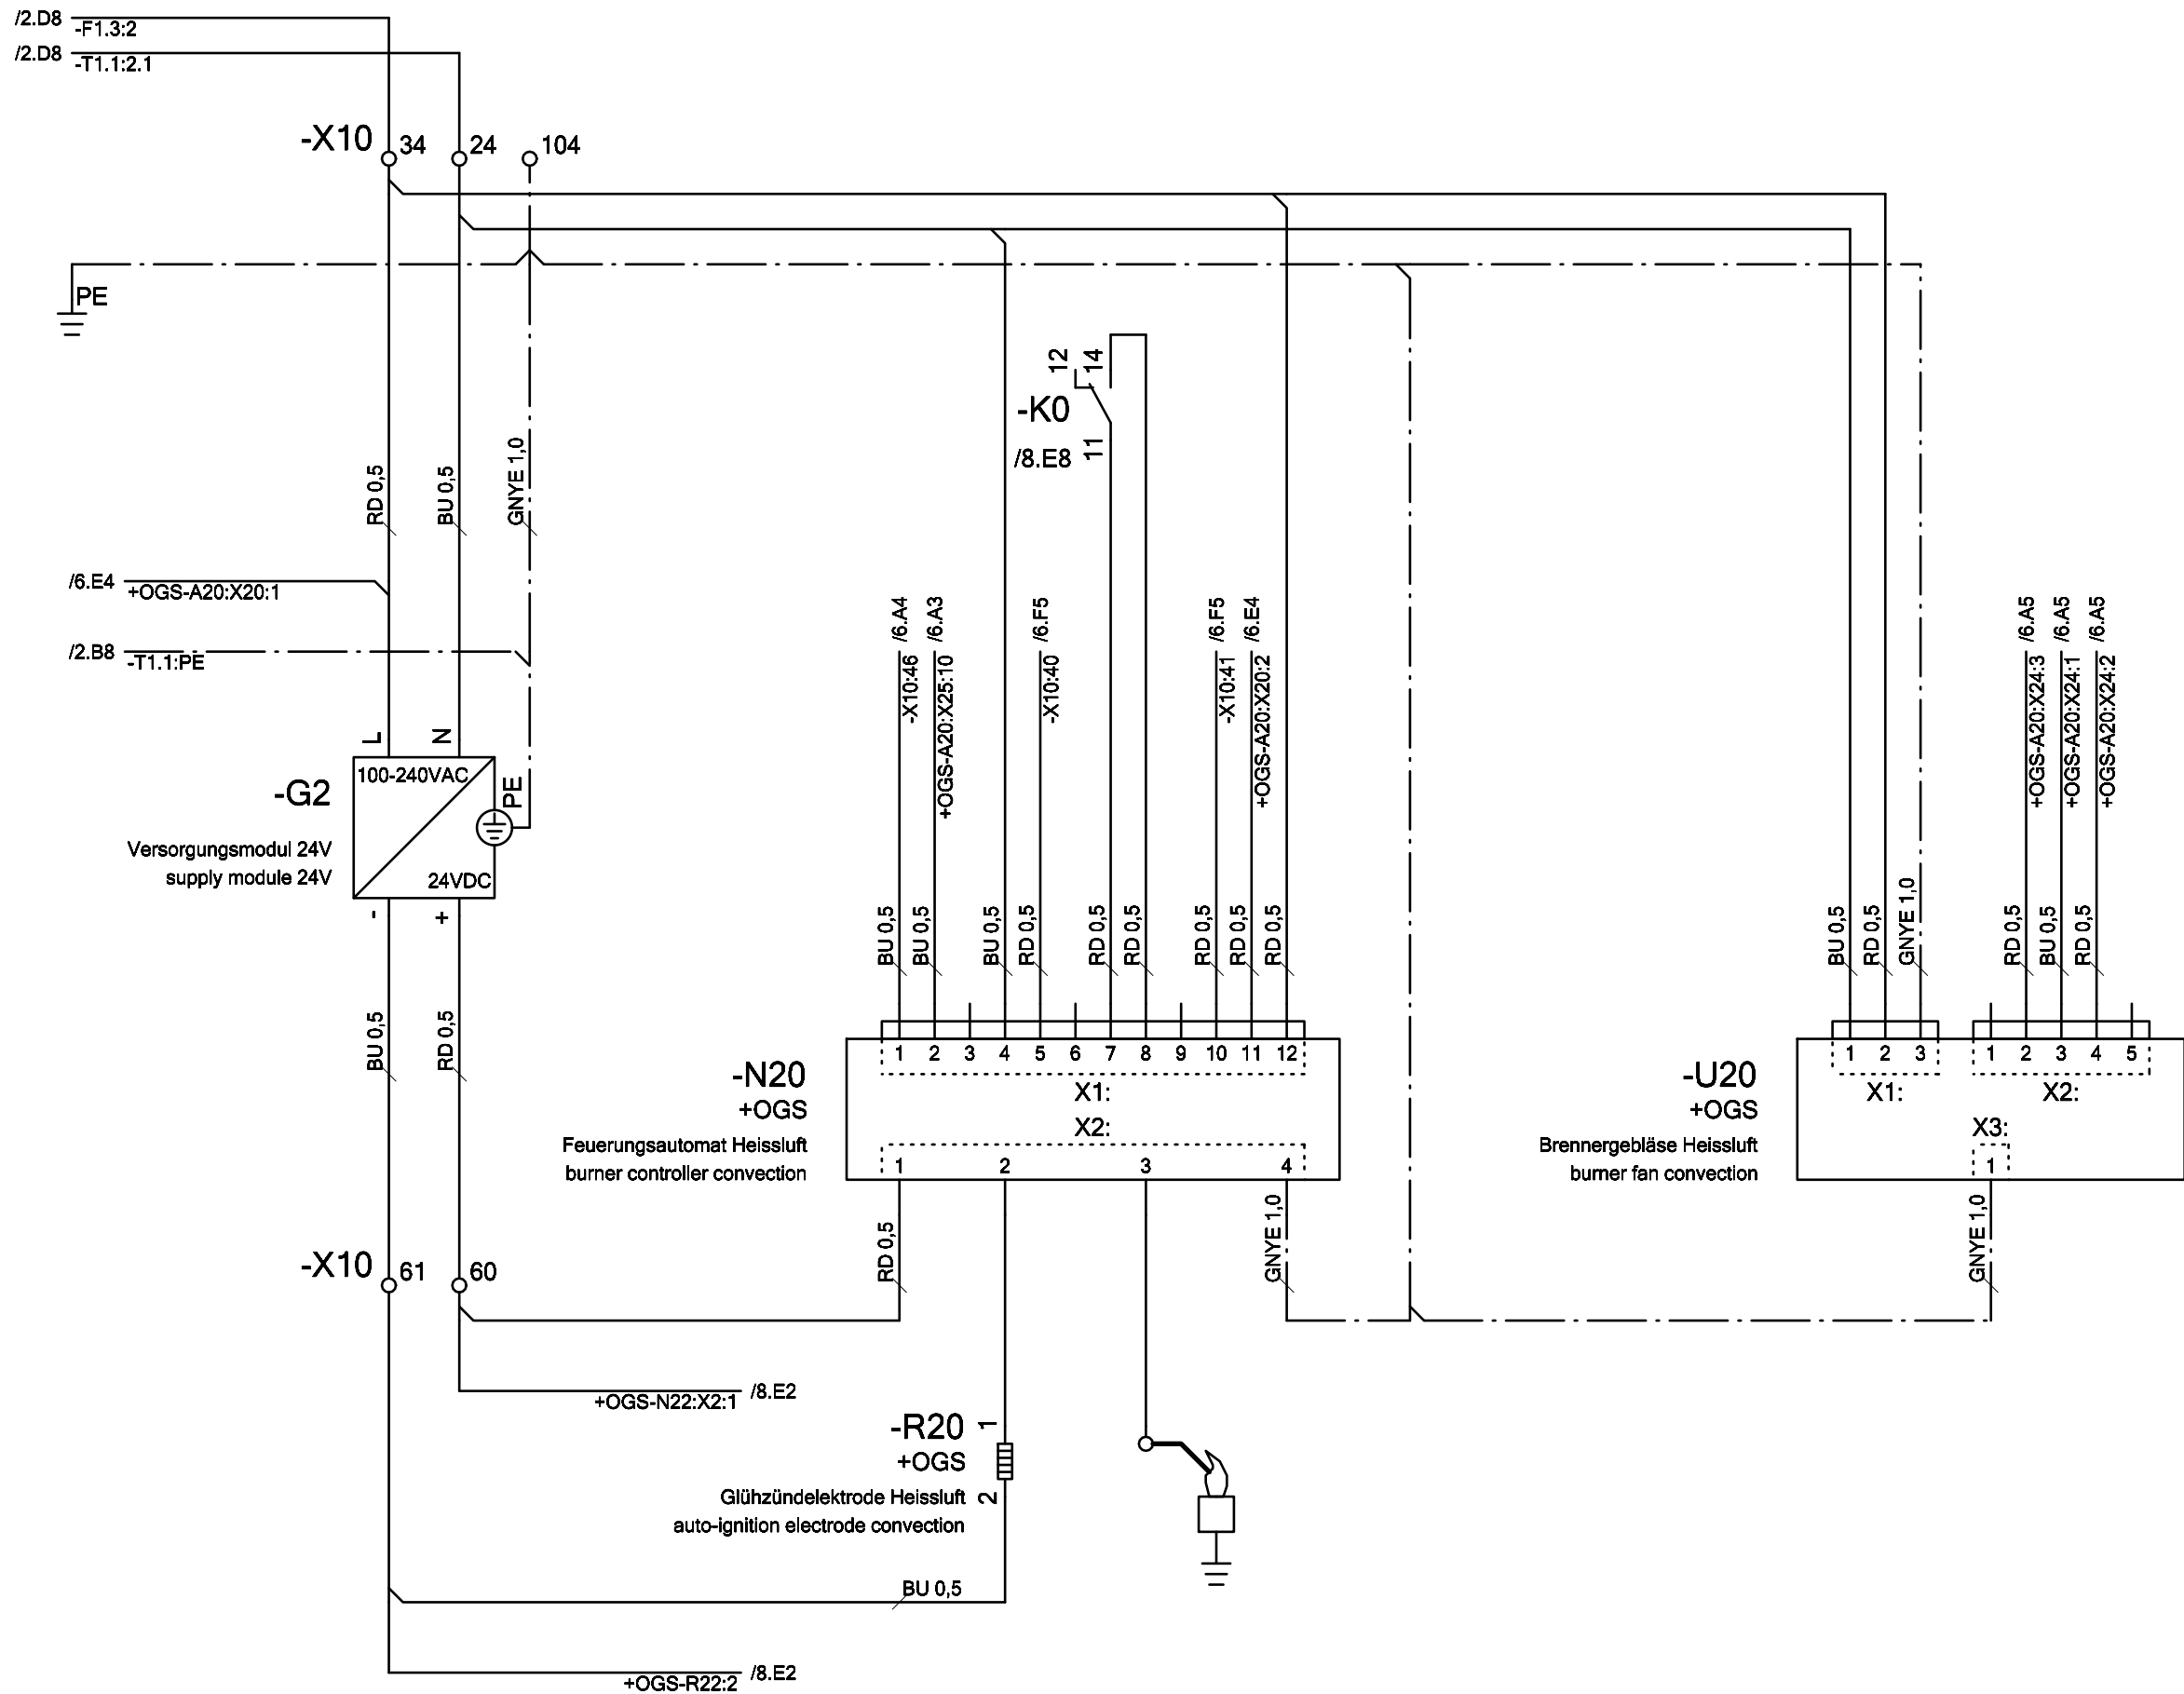 /2.D8
-F1.3:2
/2.D8
-T1.1:2.1
-X10
34
24
104
PE
12
14
-K0
/8.E8
11
RD 0,5
BU 0,5
GNYE 1,0
/6.E4
+OGS-A20:X20:1
/2.B8
-T1.1:PE
/6.A4
-X10:46
/6.A3
+OGS-A20:X25:10
/6.F5
-X10:40
/6.F5
-X10:41
/6.E4
+OGS-A20:X20:2
/6.A5
+OGS-A20:X24:3
/6.A5
+OGS-A20:X24:1
/6.A5
+OGS-A20:X24:2
L
N
100-240VAC
-G2
PE
Versorgungsmodul 24V
supply module 24V
24VDC
-
+
BU 0,5
BU 0,5
BU 0,5
RD 0,5
RD 0,5
RD 0,5
RD 0,5
RD 0,5
RD 0,5
BU 0,5
RD 0,5
GNYE 1,0
RD 0,5
BU 0,5
RD 0,5
BU 0,5
RD 0,5
1 2 3 4 5 6 7 8 9 10 11 12
X1:
-N20
+OGS
X2:
Feuerungsautomat Heissluft
burner controller convection
1 2 3 4
1 2 3
X1:
1 2 3 4 5
X2:
-U20
+OGS
X3:
Brennergebläse Heissluft
burner fan convection
1
RD 0,5
GNYE 1,0
GNYE 1,0
-X10
61
60
+OGS-N22:X2:1
/8.E2
-R20
1
+OGS
Glühzündelektrode Heissluft
2
auto-ignition electrode convection
BU 0,5
+OGS-R22:2
/8.E2